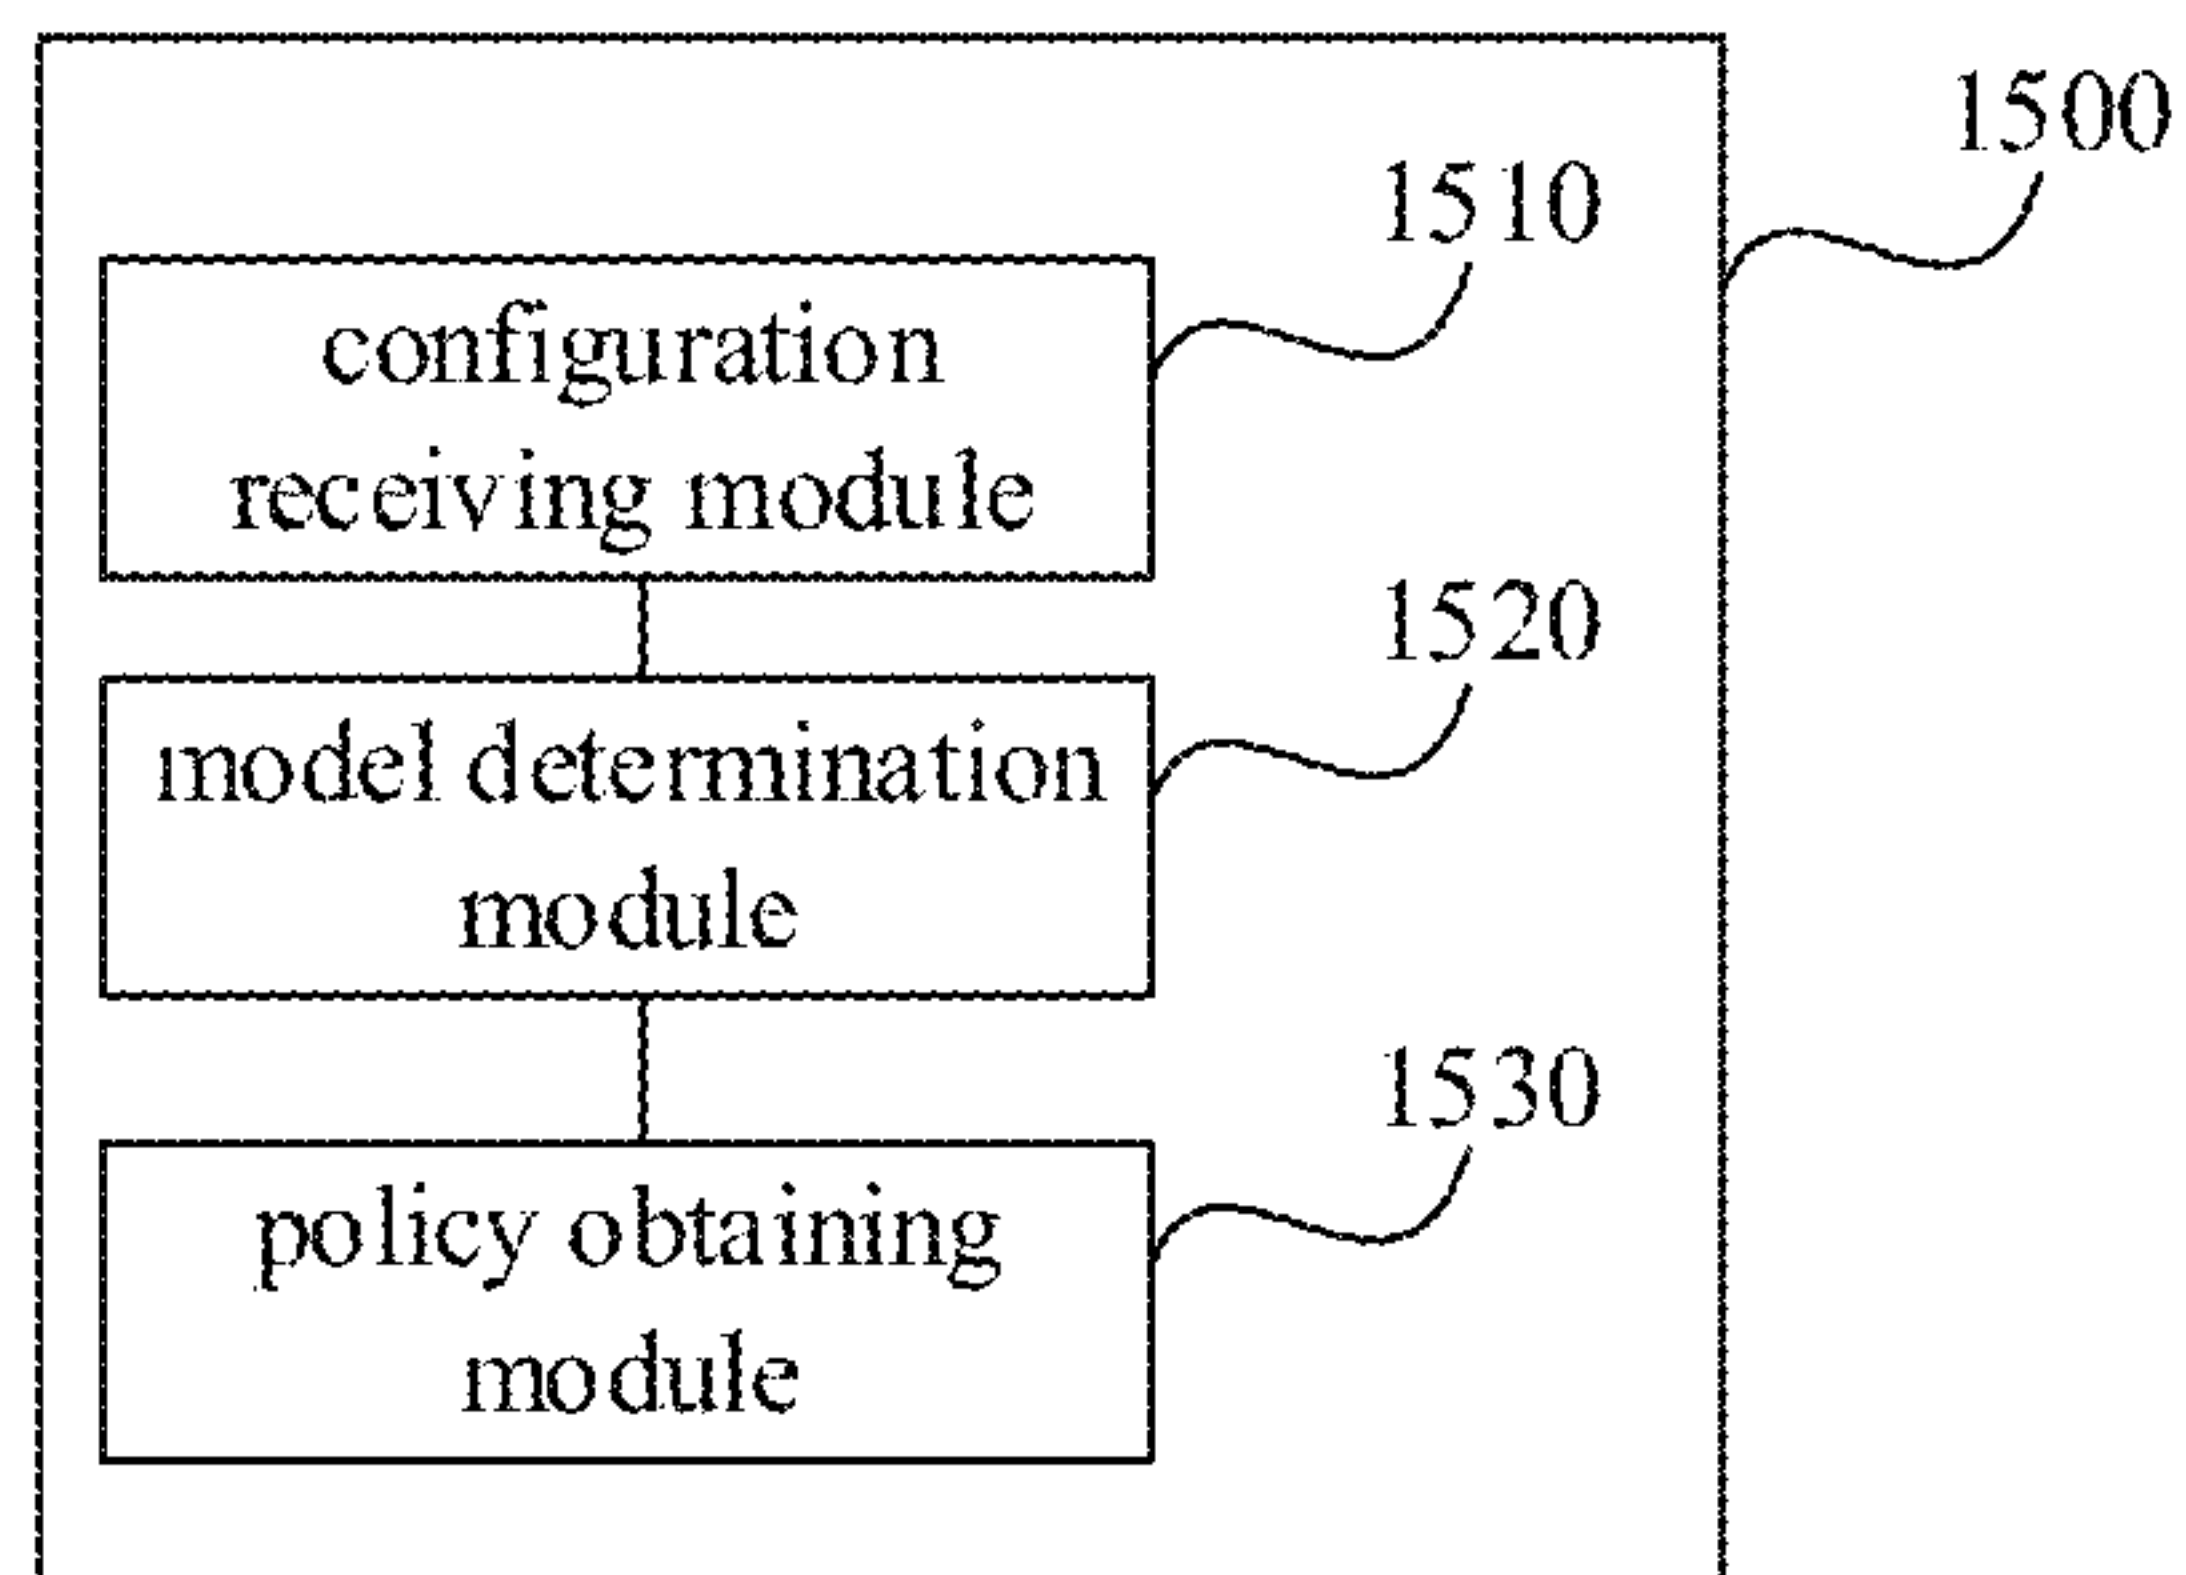 1500
1510
configuration
receiving module
1520
model determination
module
1530
policy obtaining
module